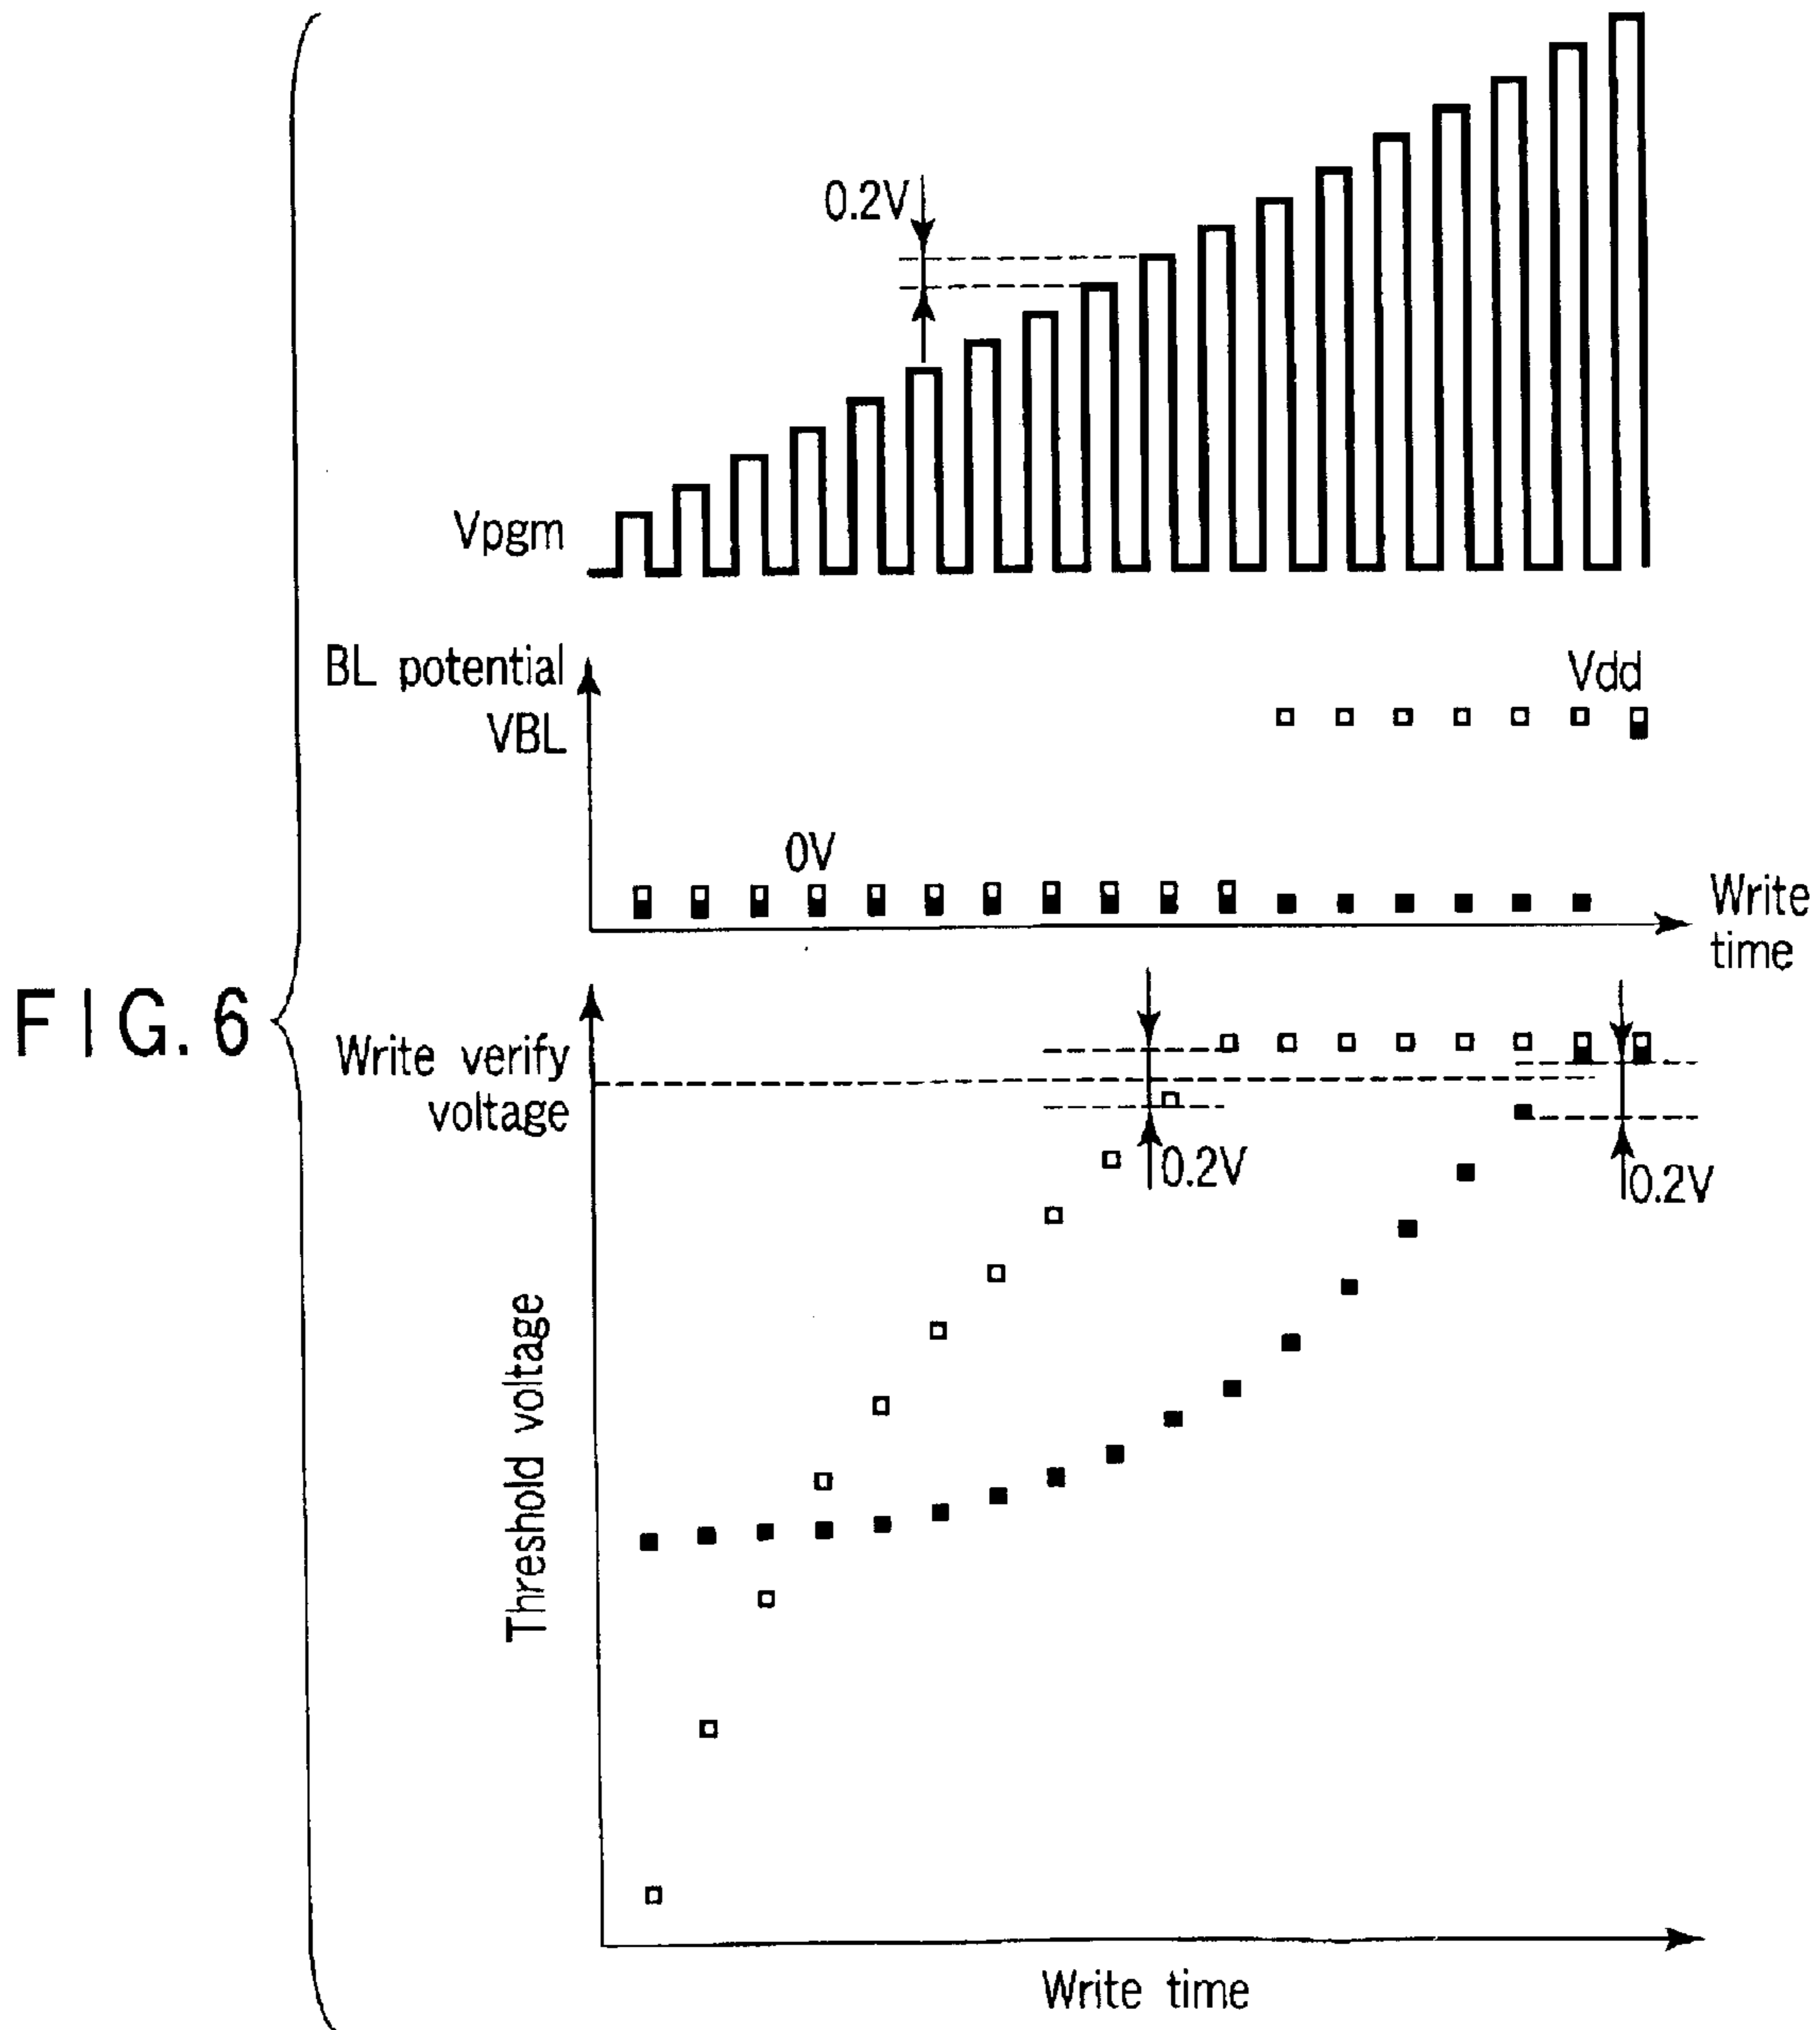 FIG. 6
0.2V
Vpgm
BL potential
VBL
Vdd
0V
Write
time
Write verify
voltage
0.2V
0.2V
Threshold voltage
Write time